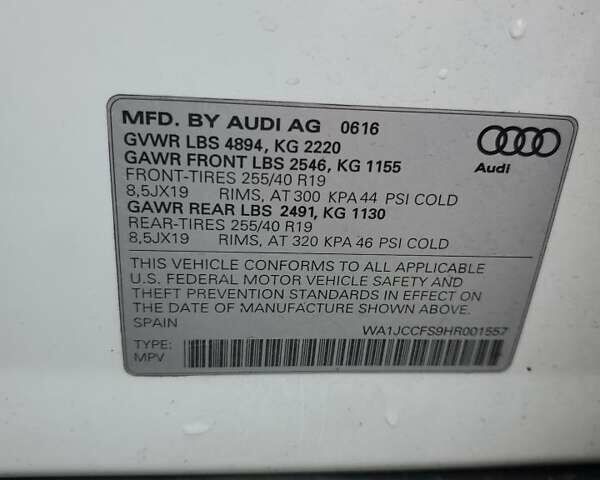 MFD. BY AUDI AG 0616
GVWR LBS 4894, KG 2220
GAWR FRONT LBS 2546, KG 1155
FRONT-TIRES 255/40 R19
8,5JX19 RIMS, AT 300 KPA 44 PSI COLD
GAWR REAR LBS 2491, KG 1130
REAR-TIRES 255/40 R19
8,5JX19 RIMS, AT 320 KPA 46 PSI COLD
Audi
THIS VEHICLE CONFORMS TO ALL APPLICABLE
U.S. FEDERAL MOTOR VEHICLE SAFETY AND
THEFT PREVENTION STANDARDS IN EFFECT ON
THE DATE OF MANUFACTURE SHOWN ABOVE.
SPAIN WA1JCCFS9HR001557
TYPE:
MPV